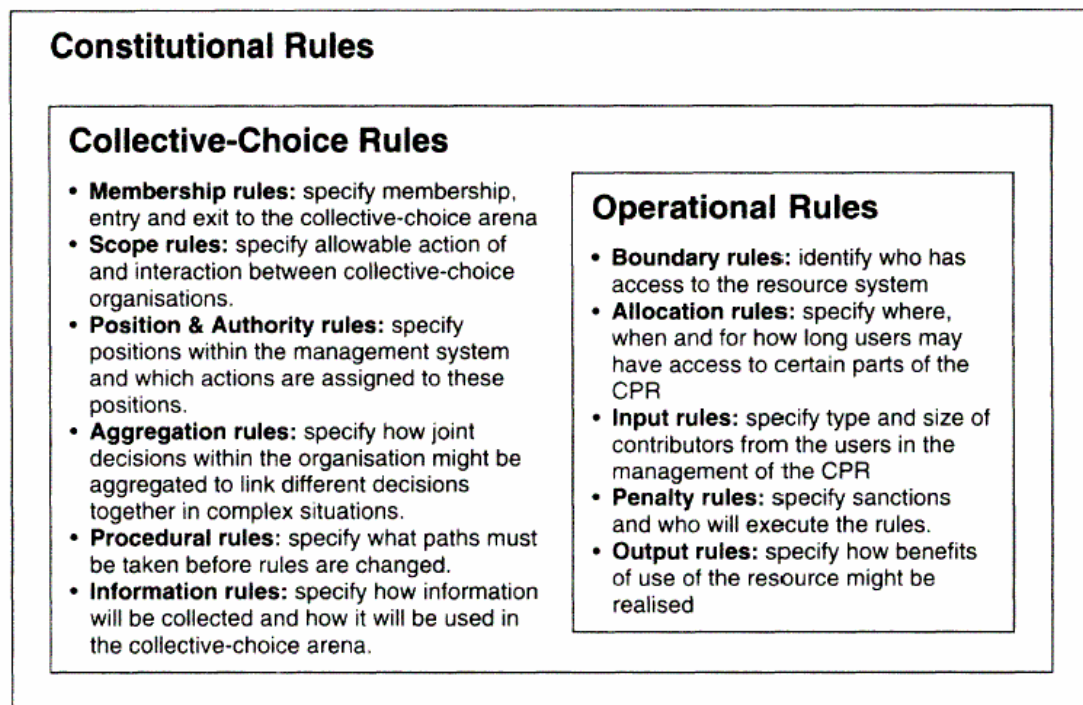 Constitutional Rules
Collective-Choice Rules
• Membership rules: specify membership,
entry and exit to the collective-choice arena
• Scope rules: specify allowable action of
and interaction between collective-choice
organisations.
• Position & Authority rules: specify
positions within the management system
and which actions are assigned to these
positions.
• Aggregation rules: specify how joint
decisions within the organisation might be
aggregated to link different decisions
together in complex situations.
• Procedural rules: specify what paths must
be taken before rules are changed.
• Information rules: specify how information
will be collected and how it will be used in
the collective-choice arena.
Operational Rules
• Boundary rules: identify who has
access to the resource system
• Allocation rules: specify where,
when and for how long users may
have access to certain parts of the
CPR
• Input rules: specify type and size of
contributors from the users in the
management of the CPR
• Penalty rules: specify sanctions
and who will execute the rules.
• Output rules: specify how benefits
of use of the resource might be
realised